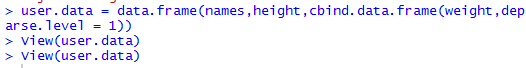 > user.data = data.frame(names,height,cbind.data.frame(weight,dep
arse.level = 1))
> View(user.data)
> View(user.data)